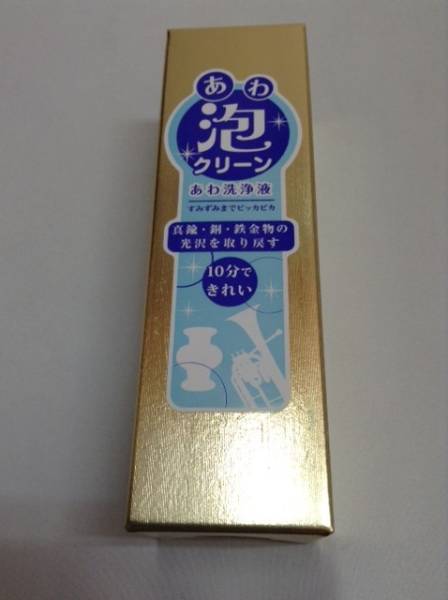 あわ
泡
クリーン
あわ洗浄液
すみずみまでピッカピカ
真鍮・銅・鉄金物の
光沢を取り戻す
10分で
きれい